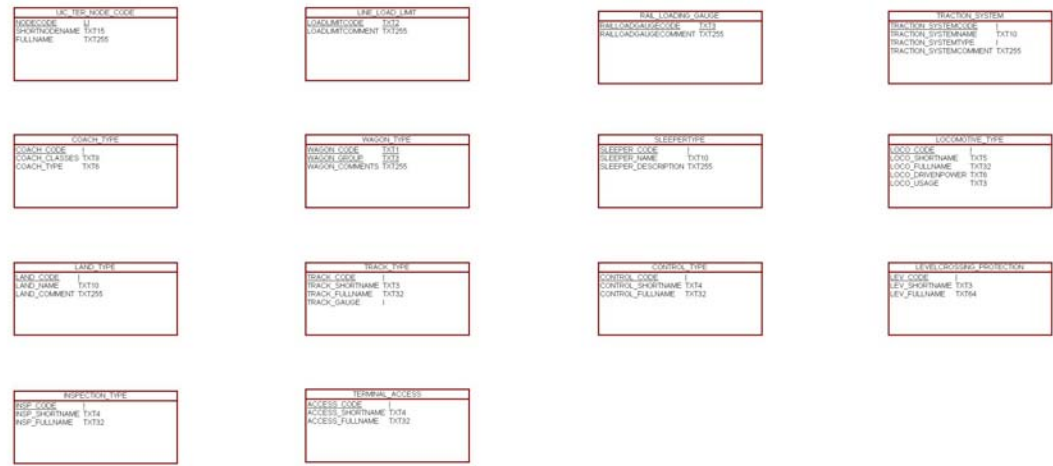 UIC_TER_NODE_CODE
NODECODE LI
SHORTNODENAME TXT15
FULLNAME TXT255
LINE_LOAD_LIMIT
LOADLIMITCODE TXT2
LOADLIMITCOMMENT TXT255
RAIL_LOADING_GAUGE
RAILLOADGAUGECODE TXT3
RAILLOADGAUGECOMMENT TXT255
TRACTION_SYSTEM
TRACTION_SYSTEMCODE I
TRACTION_SYSTEMNAME TXT10
TRACTION_SYSTEMTYPE I
TRACTION_SYSTEMCOMMENT TXT255
COACH_TYPE
COACH_CODE I
COACH_CLASSES TXT8
COACH_TYPE TXT6
WAGON_TYPE
WAGON_CODE TXT1
WAGON_GROUP TXT2
WAGON_COMMENTS TXT255
SLEEPERTYPE
SLEEPER_CODE I
SLEEPER_NAME TXT10
SLEEPER_DESCRIPTION TXT255
LOCOMOTIVE_TYPE
LOCO_CODE I
LOCO_SHORTNAME TXT5
LOCO_FULLNAME TXT32
LOCO_DRIVENPOWER TXT8
LOCO_USAGE TXT3
LAND_TYPE
LAND_CODE I
LAND_NAME TXT10
LAND_COMMENT TXT255
TRACK_TYPE
TRACK_CODE I
TRACK_SHORTNAME TXT3
TRACK_FULLNAME TXT32
TRACK_GAUGE I
CONTROL_TYPE
CONTROL_CODE I
CONTROL_SHORTNAME TXT4
CONTROL_FULLNAME TXT32
LEVELCROSSING_PROTECTION
LEV_CODE I
LEV_SHORTNAME TXT3
LEV_FULLNAME TXT64
INSPECTION_TYPE
INSP_CODE I
INSP_SHORTNAME TXT4
INSP_FULLNAME TXT32
TERMINAL_ACCESS
ACCESS_CODE I
ACCESS_SHORTNAME TXT4
ACCESS_FULLNAME TXT32